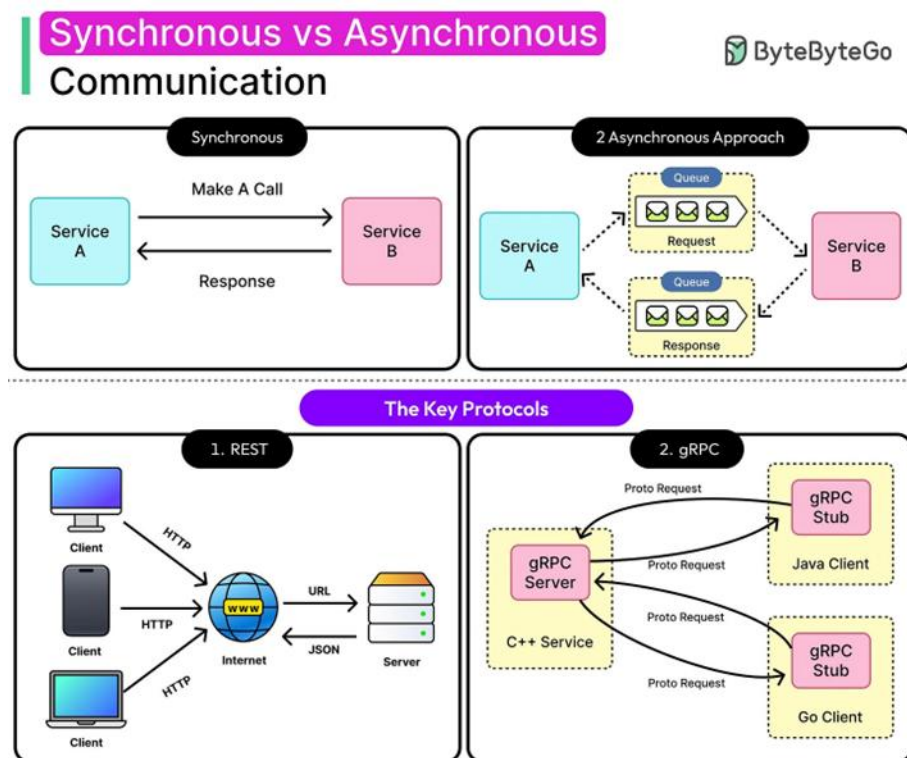 Synchronous vs Asynchronous
Communication
ByteByteGo
Synchronous
Make A Call
Service
A
Service
B
Response
2 Asynchronous Approach
Queue
Request
Service
A
Service
B
Queue
Response
The Key Protocols
1. REST
Client
HTTP
Client
HTTP
Client
HTTP
www
Internet
URL
JSON
Server
2. gRPC
Proto Request
gRPC
Stub
Java Client
gRPC
Server
C++ Service
Proto Request
Proto Request
gRPC
Stub
Go Client
Proto Request